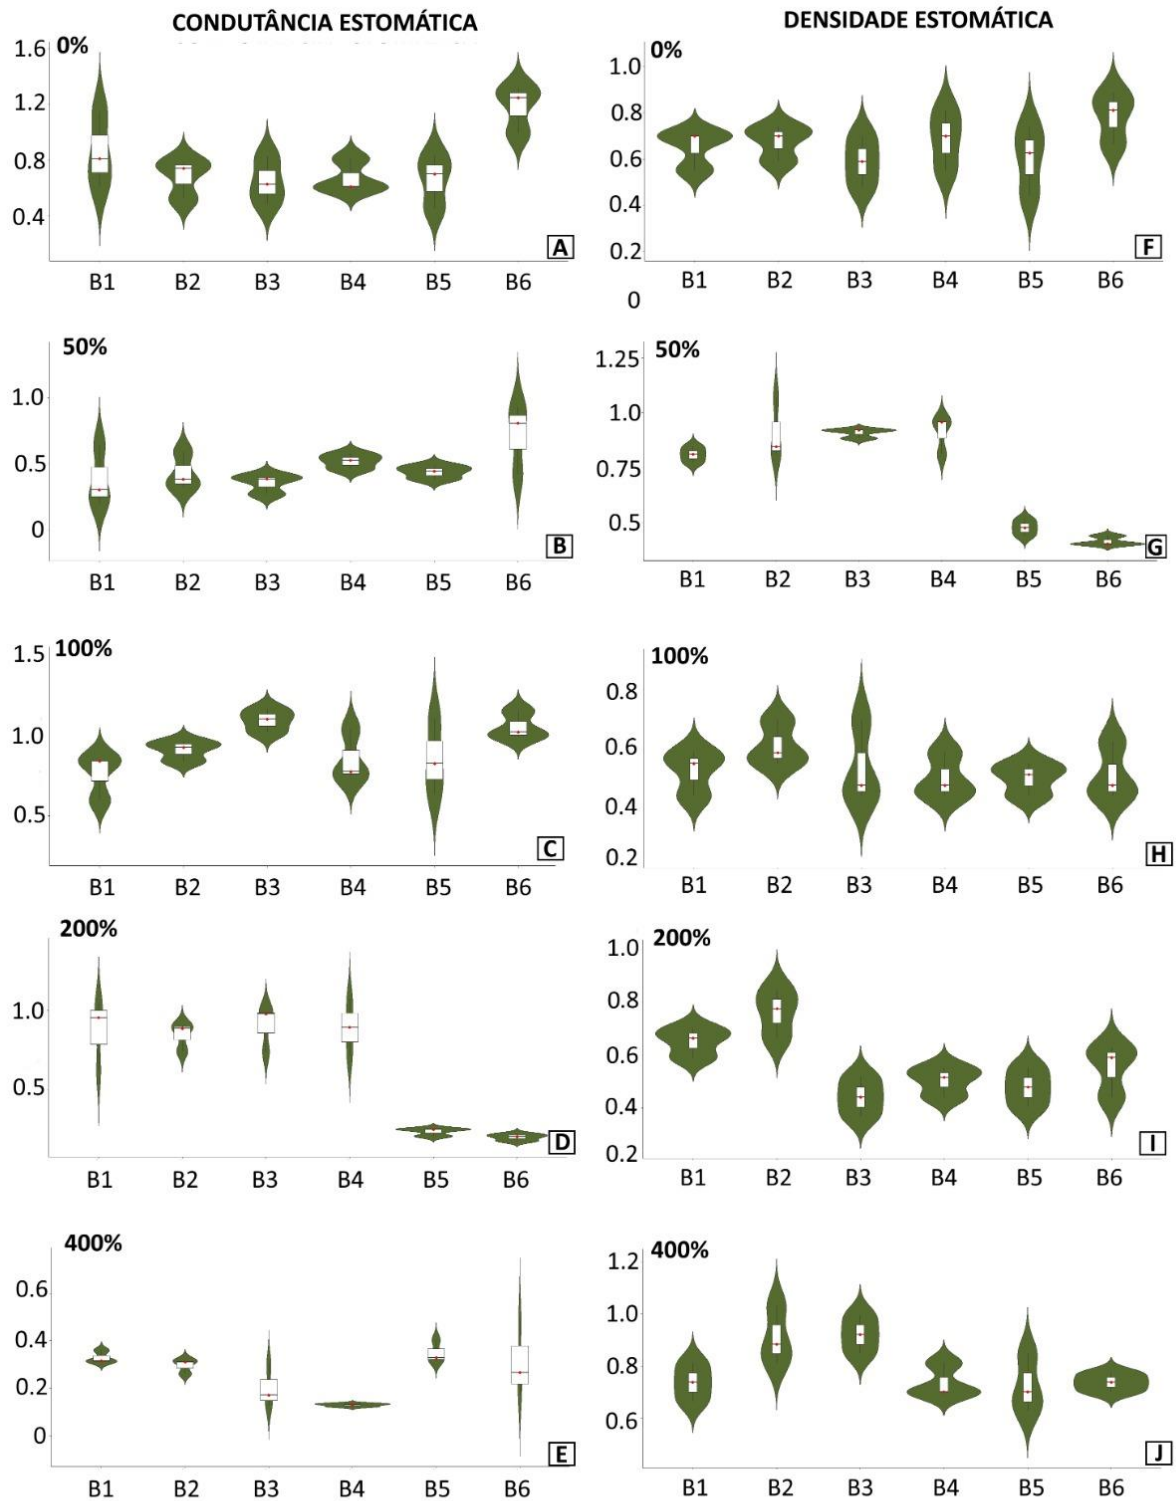 CONDUTÂNCIA ESTOMÁTICA
0%
1.6
1.2
0.8
0.4
A
B1 B2 B3 B4 B5 B6
50%
1.0
0.5
0
B
B1 B2 B3 B4 B5 B6
100%
1.5
1.0
0.5
C
B1 B2 B3 B4 B5 B6
200%
1.0
0.5
D
B1 B2 B3 B4 B5 B6
400%
0.6
0.4
0.2
0
E
B1 B2 B3 B4 B5 B6
DENSIDADE ESTOMÁTICA
0%
1.0
0.8
0.6
0.4
0.2
0
F
B1 B2 B3 B4 B5 B6
50%
1.25
1.0
0.75
0.5
G
B1 B2 B3 B4 B5 B6
100%
0.8
0.6
0.4
0.2
H
B1 B2 B3 B4 B5 B6
200%
1.0
0.8
0.6
0.4
0.2
I
B1 B2 B3 B4 B5 B6
400%
1.2
1.0
0.8
0.6
J
B1 B2 B3 B4 B5 B6